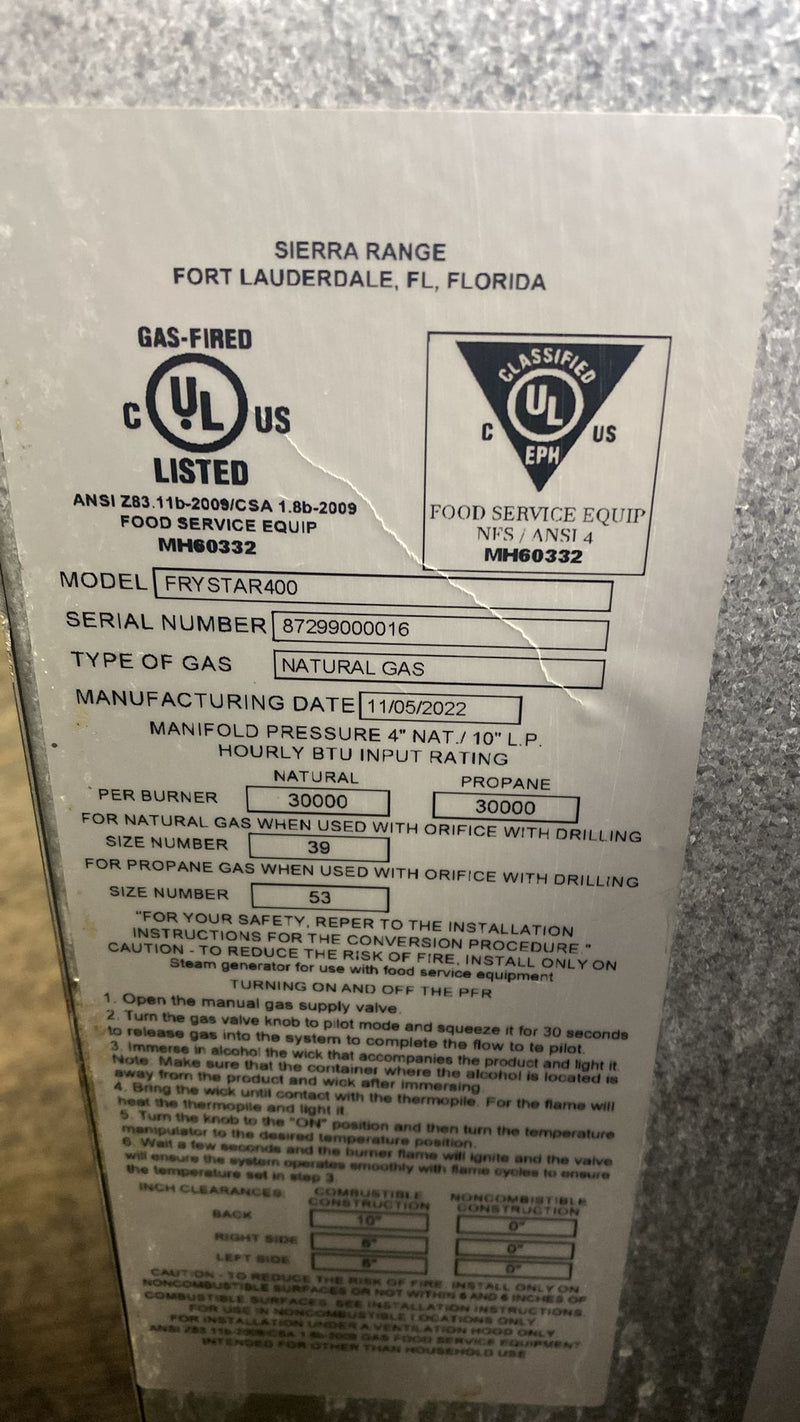 SIERRA RANGE
FORT LAUDERDALE, FL, FLORIDA
GAS-FIRED
C UL US
LISTED
ANSI Z83.11b-2009/CSA 1.8b-2009
FOOD SERVICE EQUIP
MH60332
CLASSIFIED
C UL US
EPH
FOOD SERVICE EQUIP
NFS / ANSI 4
MH60332
MODEL FRYSTAR400
SERIAL NUMBER 87299000016
TYPE OF GAS NATURAL GAS
MANUFACTURING DATE 11/05/2022
MANIFOLD PRESSURE 4" NAT./ 10" L.P.
HOURLY BTU INPUT RATING
NATURAL PROPANE
PER BURNER 30000 30000
FOR NATURAL GAS WHEN USED WITH ORIFICE WITH DRILLING
SIZE NUMBER 39
FOR PROPANE GAS WHEN USED WITH ORIFICE WITH DRILLING
SIZE NUMBER 53
"FOR YOUR SAFETY, REPER TO THE INSTALLATION
INSTRUCTIONS FOR THE CONVERSION PROCEDURE "
CAUTION - TO REDUCE THE RISK OF FIRE, INSTALL ONLY ON
Steam generator for use with food service equipment
TURNING ON AND OFF THE PFR
1. Open the manual gas supply valve.
2. Turn the gas valve knob to pilot mode and squeeze it for 30 seconds
to release gas into the system to complete the flow to te pilot.
3. Immerse in alcohol the wick that accompanies the product and light it.
Note: Make sure that the container where the alcohol is located is
away from the product and wick after immersing
4. Bring the wick until contact with the thermopile. For the flame will
heat the thermopile and light it.
5. Turn the knob to the "ON" position and then turn the temperature
manipulator to the desired temperature position.
6. Wait a few seconds and the burner flame will ignite and the valve
will ensure the system operates smoothly with flame cycles to ensure
the temperature set in step 3
INCH CLEARANCES: COMBUSTIBLE CONSTRUCTION NONCOMBISTIBLE CONSTRUCTION
BACK 10" 0"
RIGHT SIDE 6" 0"
LEFT SIDE 6" 0"
CAUTION - TO REDUCE THE RISK OF FIRE INSTALL ONLY ON
NONCOMBUSTIBLE SURFACES OR NOT WITHIN 6 AND 6 INCHES OF
COMBUSTIBLE SURFACES. SEE INSTALLATION INSTRUCTIONS.
FOR USE IN NONCOMBUSTIBLE LOCATIONS ONLY
FOR INSTALLATION UNDER A VENTILATION HOOD ONLY
ANSI Z83 11b-2009/CSA 1 8b-2009 GAS FOOD SERVICE EQUIPMENT
INTENDED FOR OTHER THAN HOUSEHOLD USE